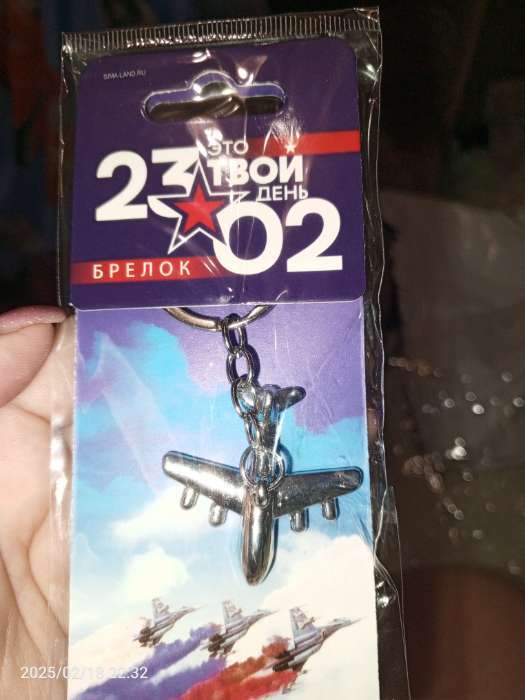 SIMA-LAND.RU
ЭТО
23 ТВОЙ
ДЕНЬ
02
БРЕЛОК
2025/02/18 22:32